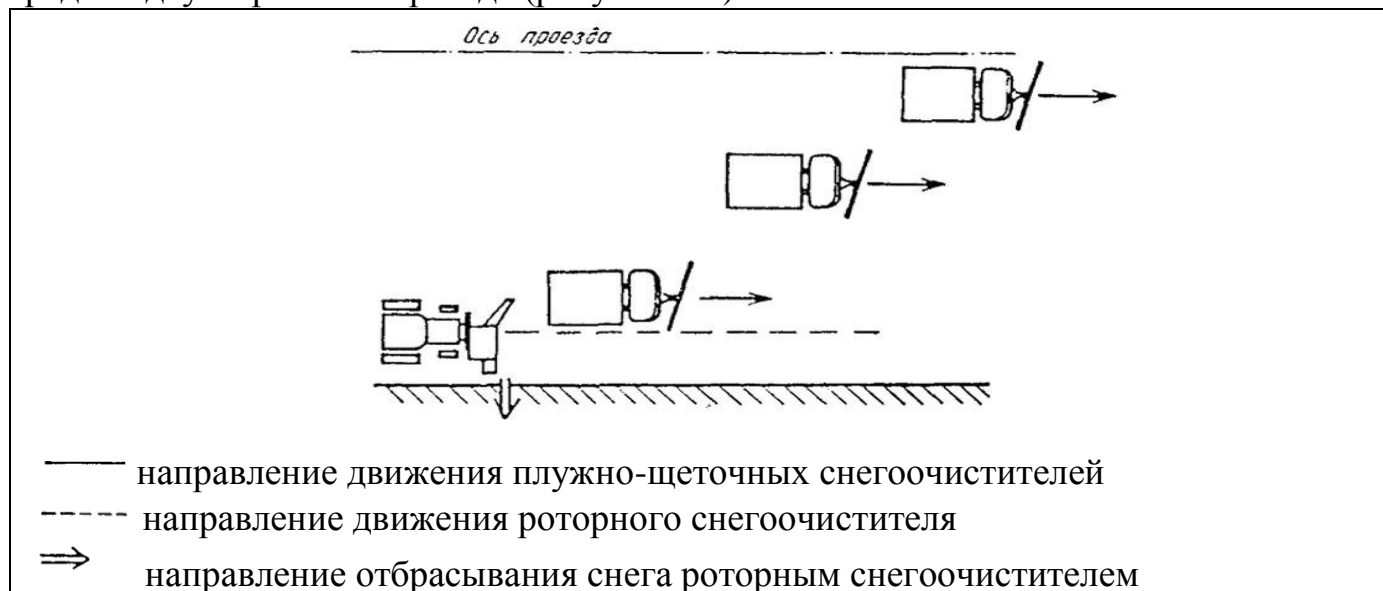 Ось проезда
направление движения плужно-щеточных снегоочистителей
направление движения роторного снегоочистителя
направление отбрасывания снега роторным снегоочистителем